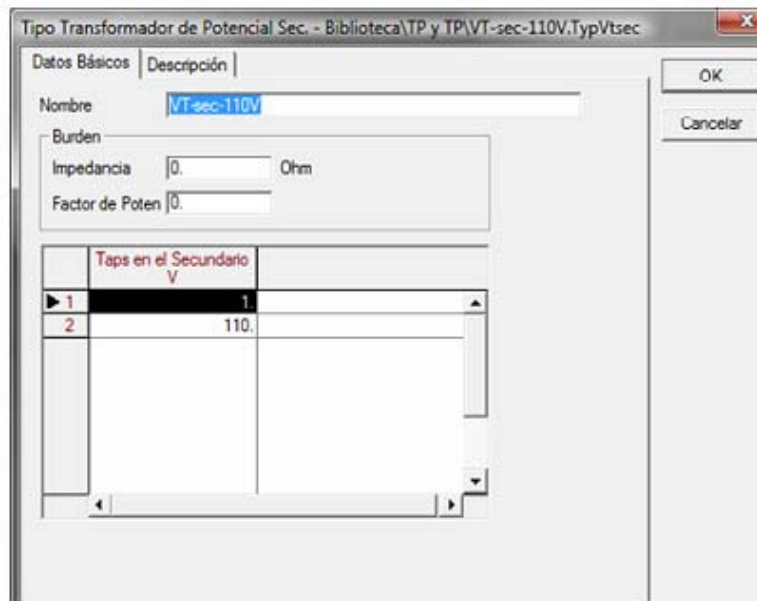 Tipo Transformador de Potencial Sec. - Biblioteca\TP y TP\VT-sec-110V.TypVtsec
Datos Básicos
Descripción
OK
Cancelar
Nombre
VT-sec-110V
Burden
Impedancia
0.
Ohm
Factor de Poten
0.
Taps en el Secundario
V
1
1.
2
110.